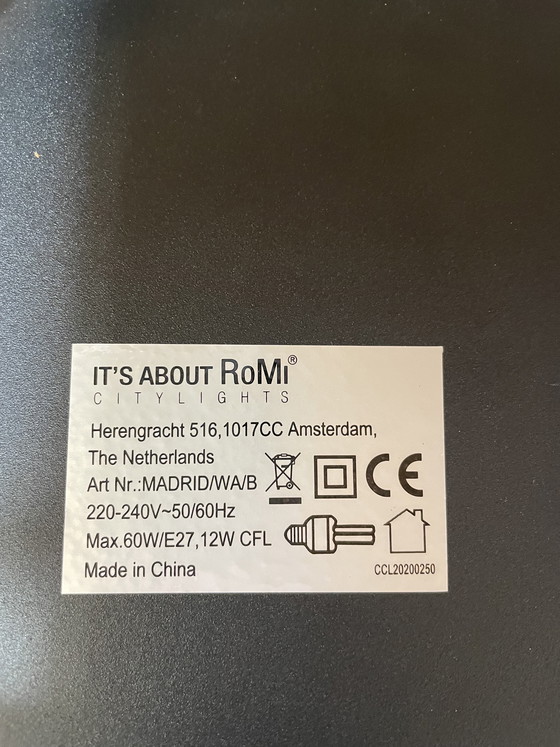 IT'S ABOUT RoMi®
CITYLIGHTS
Herengracht 516,1017CC Amsterdam,
The Netherlands
Art Nr.:MADRID/WA/B
220-240V~50/60Hz
Max.60W/E27,12W CFL
Made in China
CE
CCL20200250